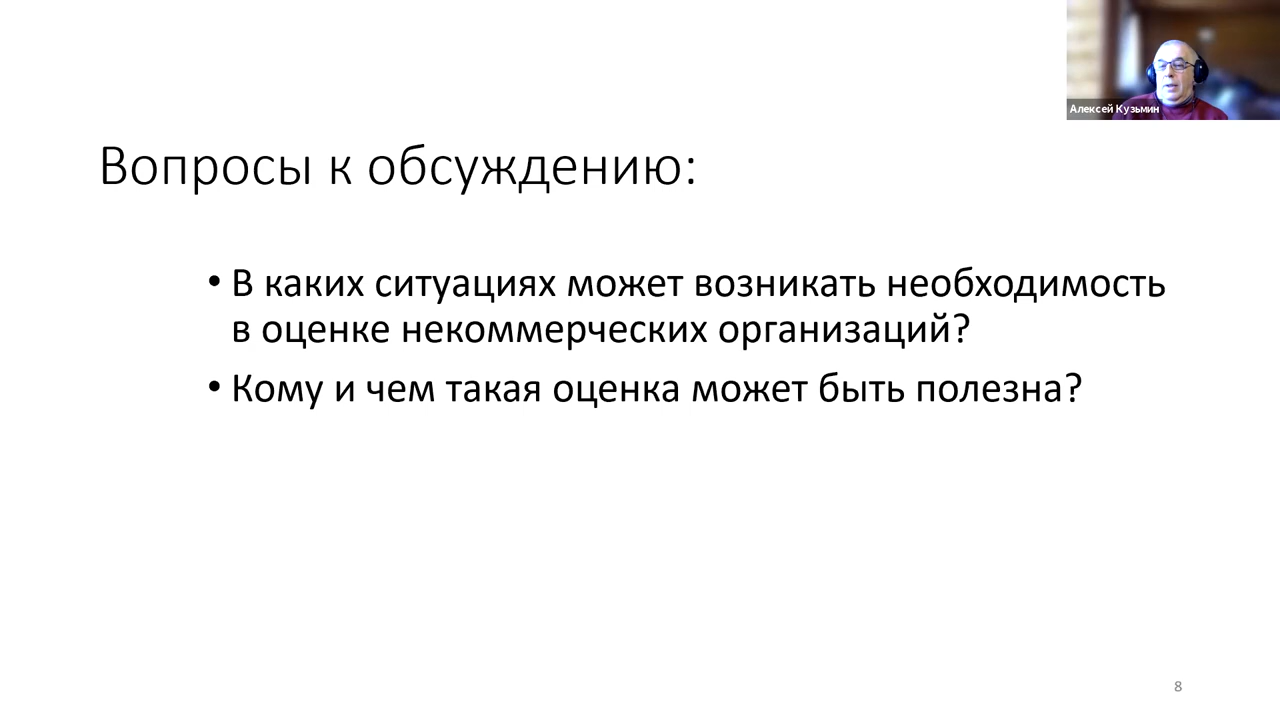 Алексей Кузьмин
Вопросы к обсуждению:
• В каких ситуациях может возникать необходимость
в оценке некоммерческих организаций?
• Кому и чем такая оценка может быть полезна?
8